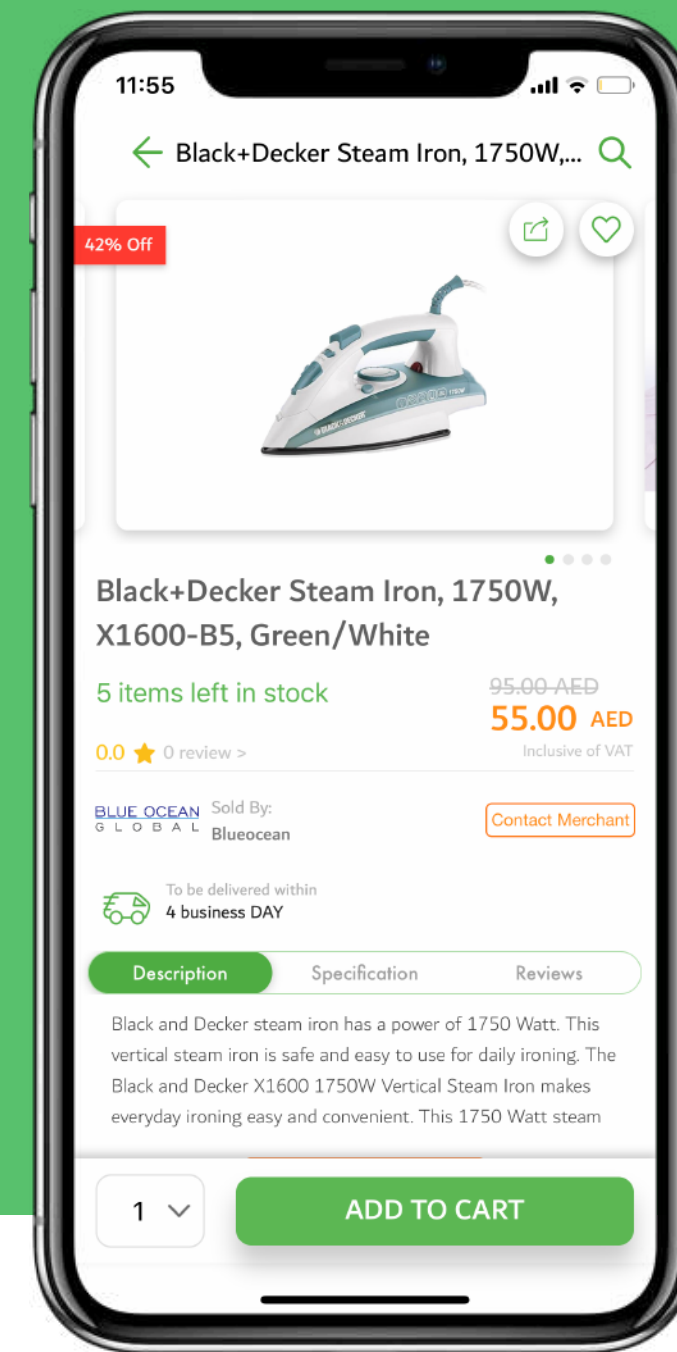 11:55
Black+Decker Steam Iron, 1750W,...
42% Off
BLACK+DECKER
1750W
Black+Decker Steam Iron, 1750W,
X1600-B5, Green/White
5 items left in stock
95.00 AED
55.00 AED
0.0 0 review >
Inclusive of VAT
BLUE OCEAN
GLOBAL
Sold By:
Blueocean
Contact Merchant
To be delivered within
4 business DAY
Description
Specification
Reviews
Black and Decker steam iron has a power of 1750 Watt. This
vertical steam iron is safe and easy to use for daily ironing. The
Black and Decker X1600 1750W Vertical Steam Iron makes
everyday ironing easy and convenient. This 1750 Watt steam
1
ADD TO CART